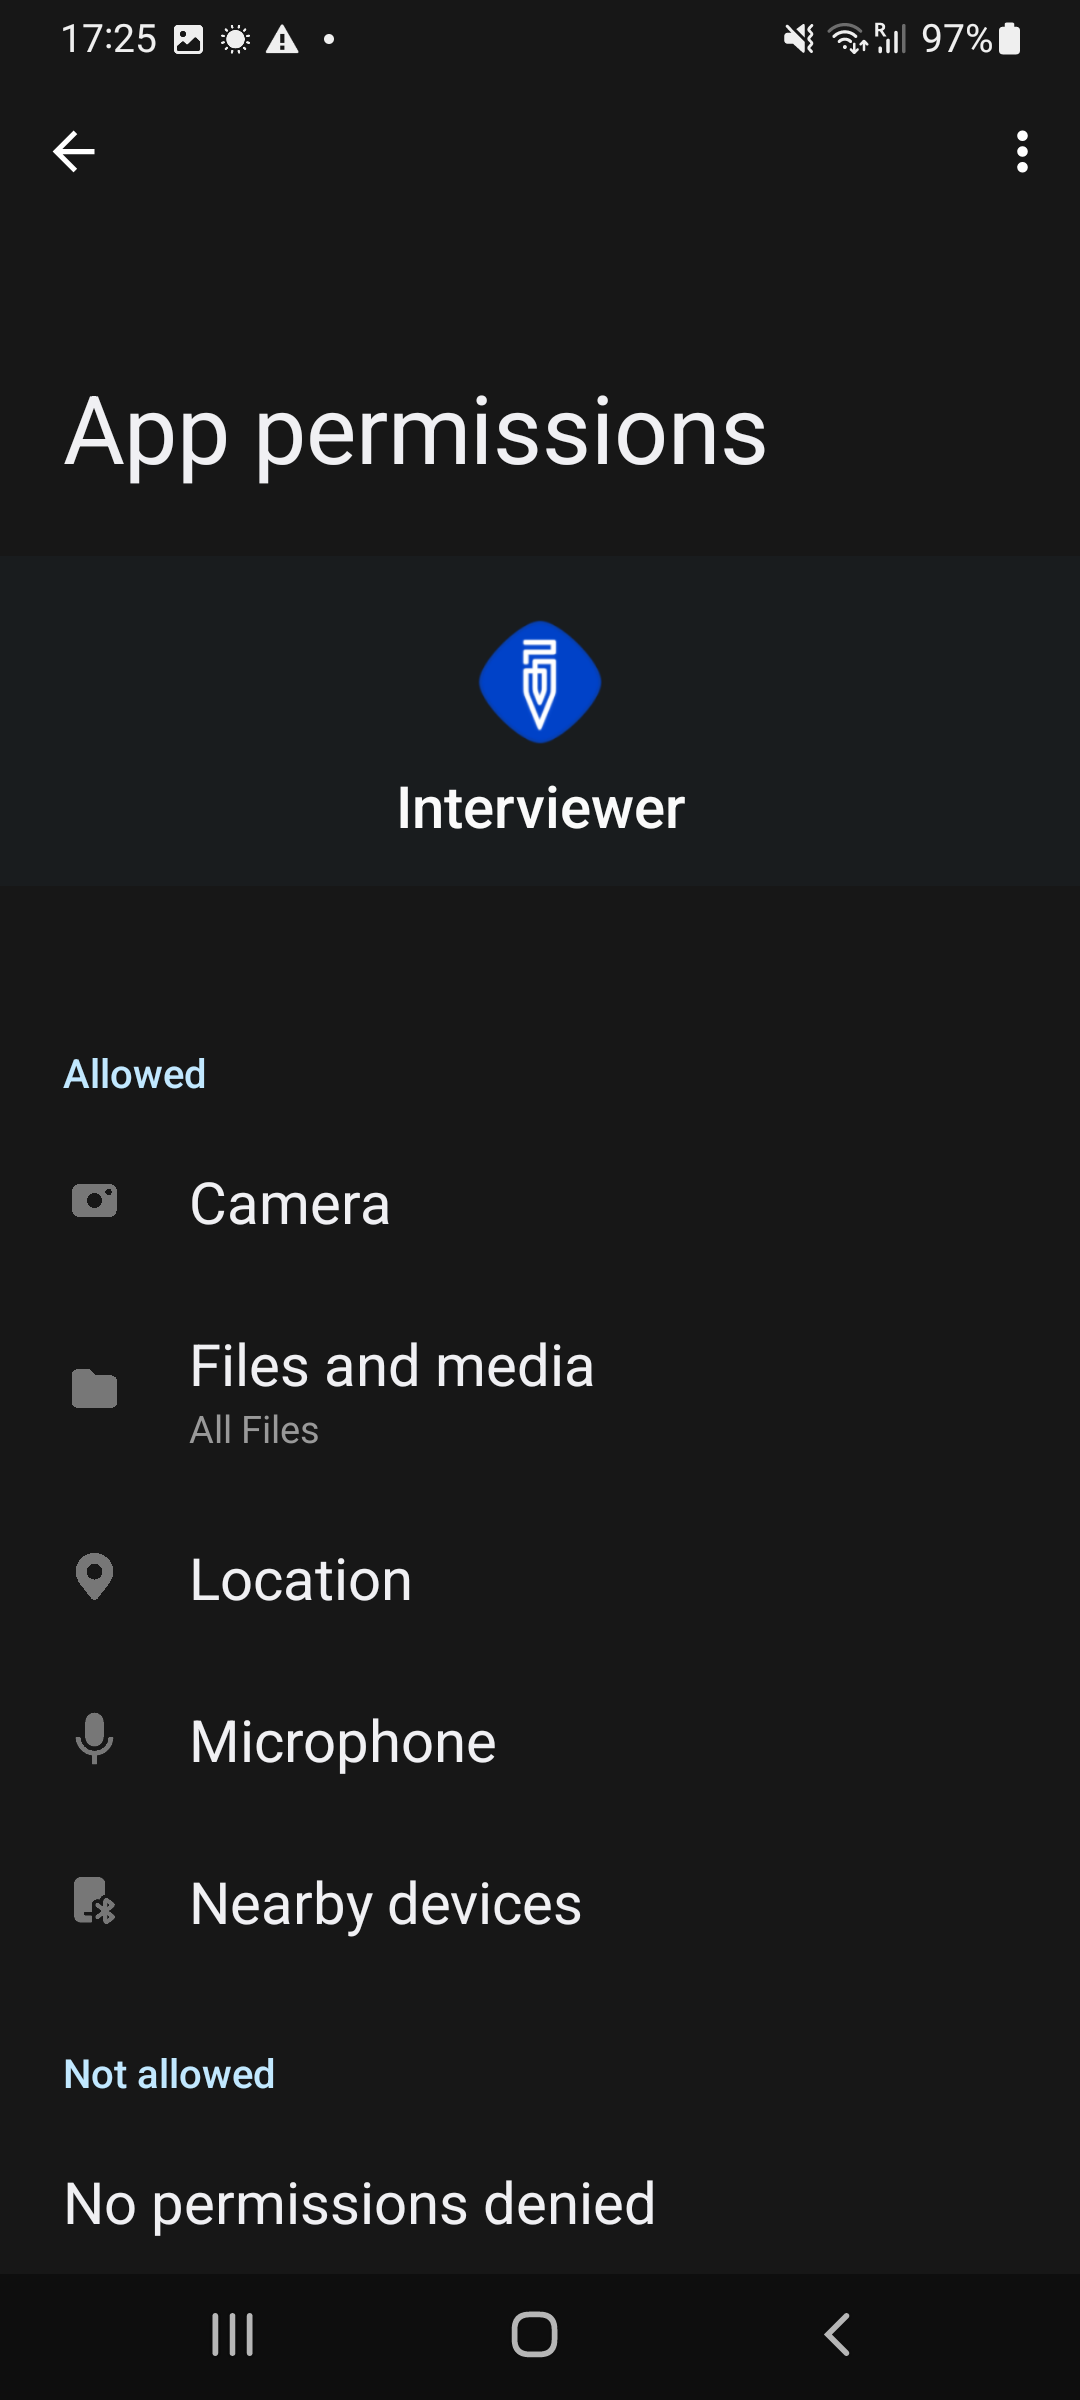 17:25
R 97%
App permissions
Interviewer
Allowed
Camera
Files and media
All Files
Location
Microphone
Nearby devices
Not allowed
No permissions denied